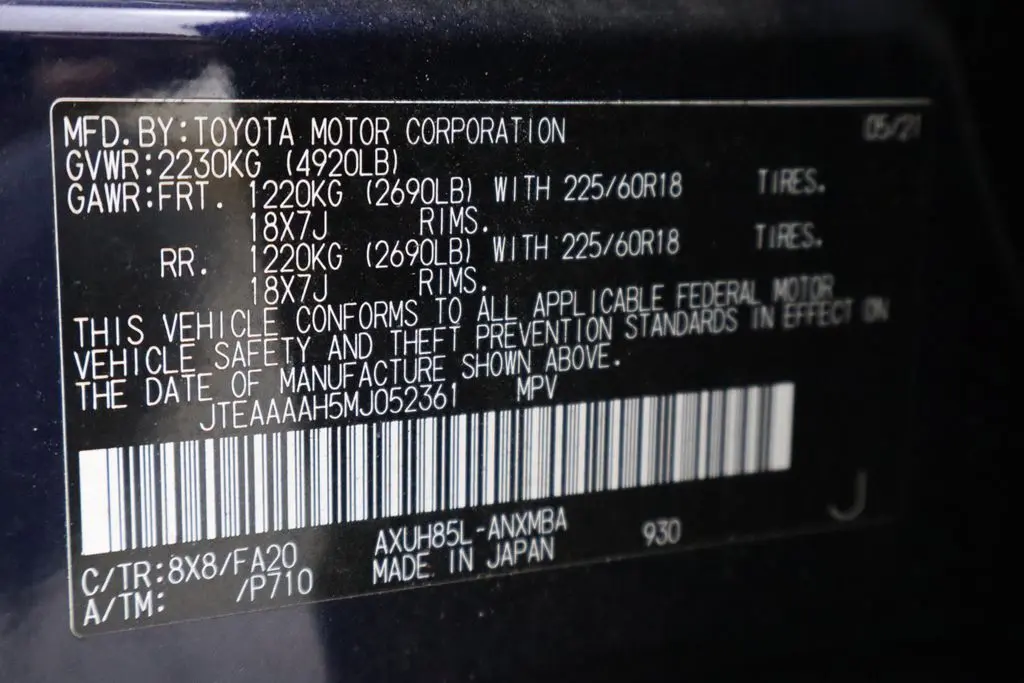 MFD. BY: TOYOTA MOTOR CORPORATION 05/21
GVWR: 2230KG (4920LB)
GAWR: FRT. 1220KG (2690LB) WITH 225/60R18 TIRES.
18X7J RIMS.
RR. 1220KG (2690LB) WITH 225/60R18 TIRES.
18X7J RIMS.
THIS VEHICLE CONFORMS TO ALL APPLICABLE FEDERAL MOTOR
VEHICLE SAFETY AND THEFT PREVENTION STANDARDS IN EFFECT ON
THE DATE OF MANUFACTURE SHOWN ABOVE.
JTEAAAAH5MJ052361 MPV
AXUH85L-ANXMBA 930 J
C/TR: 8X8/FA20 MADE IN JAPAN
A/TM: /P710